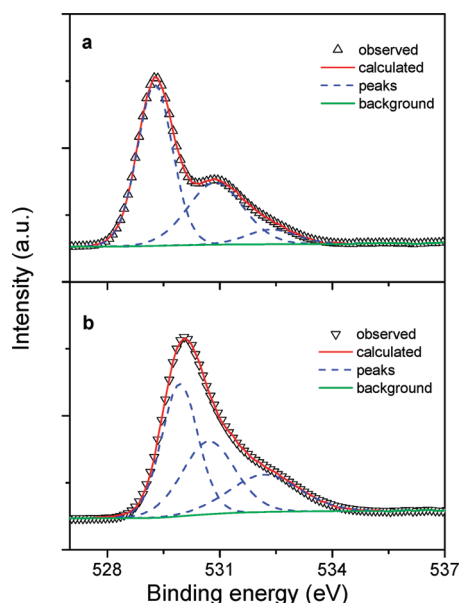 a
observed
calculated
peaks
background
Intensity (a.u.)
b
observed
calculated
peaks
background
528 531 534 537
Binding energy (eV)